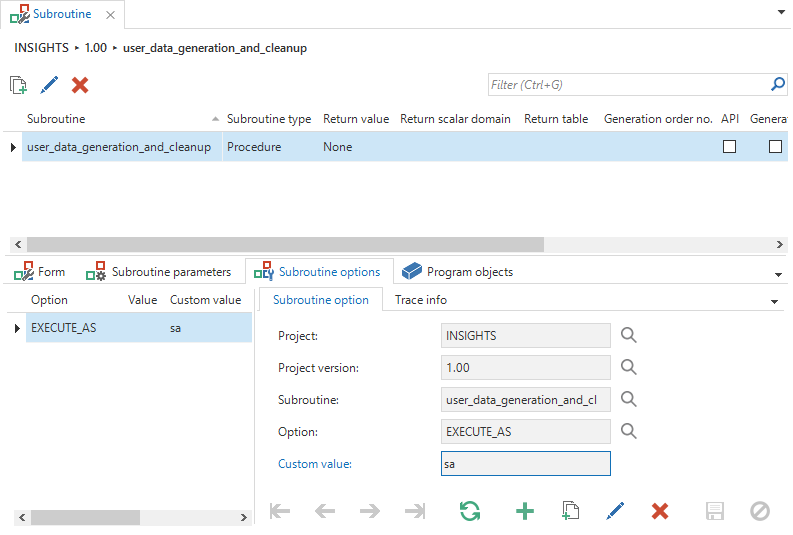 Subroutine
INSIGHTS • 1.00 • user_data_generation_and_cleanup
Filter (Ctrl+G)
Subroutine Subroutine type Return value Return scalar domain Return table Generation order no. API Genera
user_data_generation_and_cleanup Procedure None
Form Subroutine parameters Subroutine options Program objects
Option Value Custom value
EXECUTE_AS sa
Subroutine option Trace info
Project: INSIGHTS
Project version: 1.00
Subroutine: user_data_generation_and_cl
Option: EXECUTE_AS
Custom value: sa